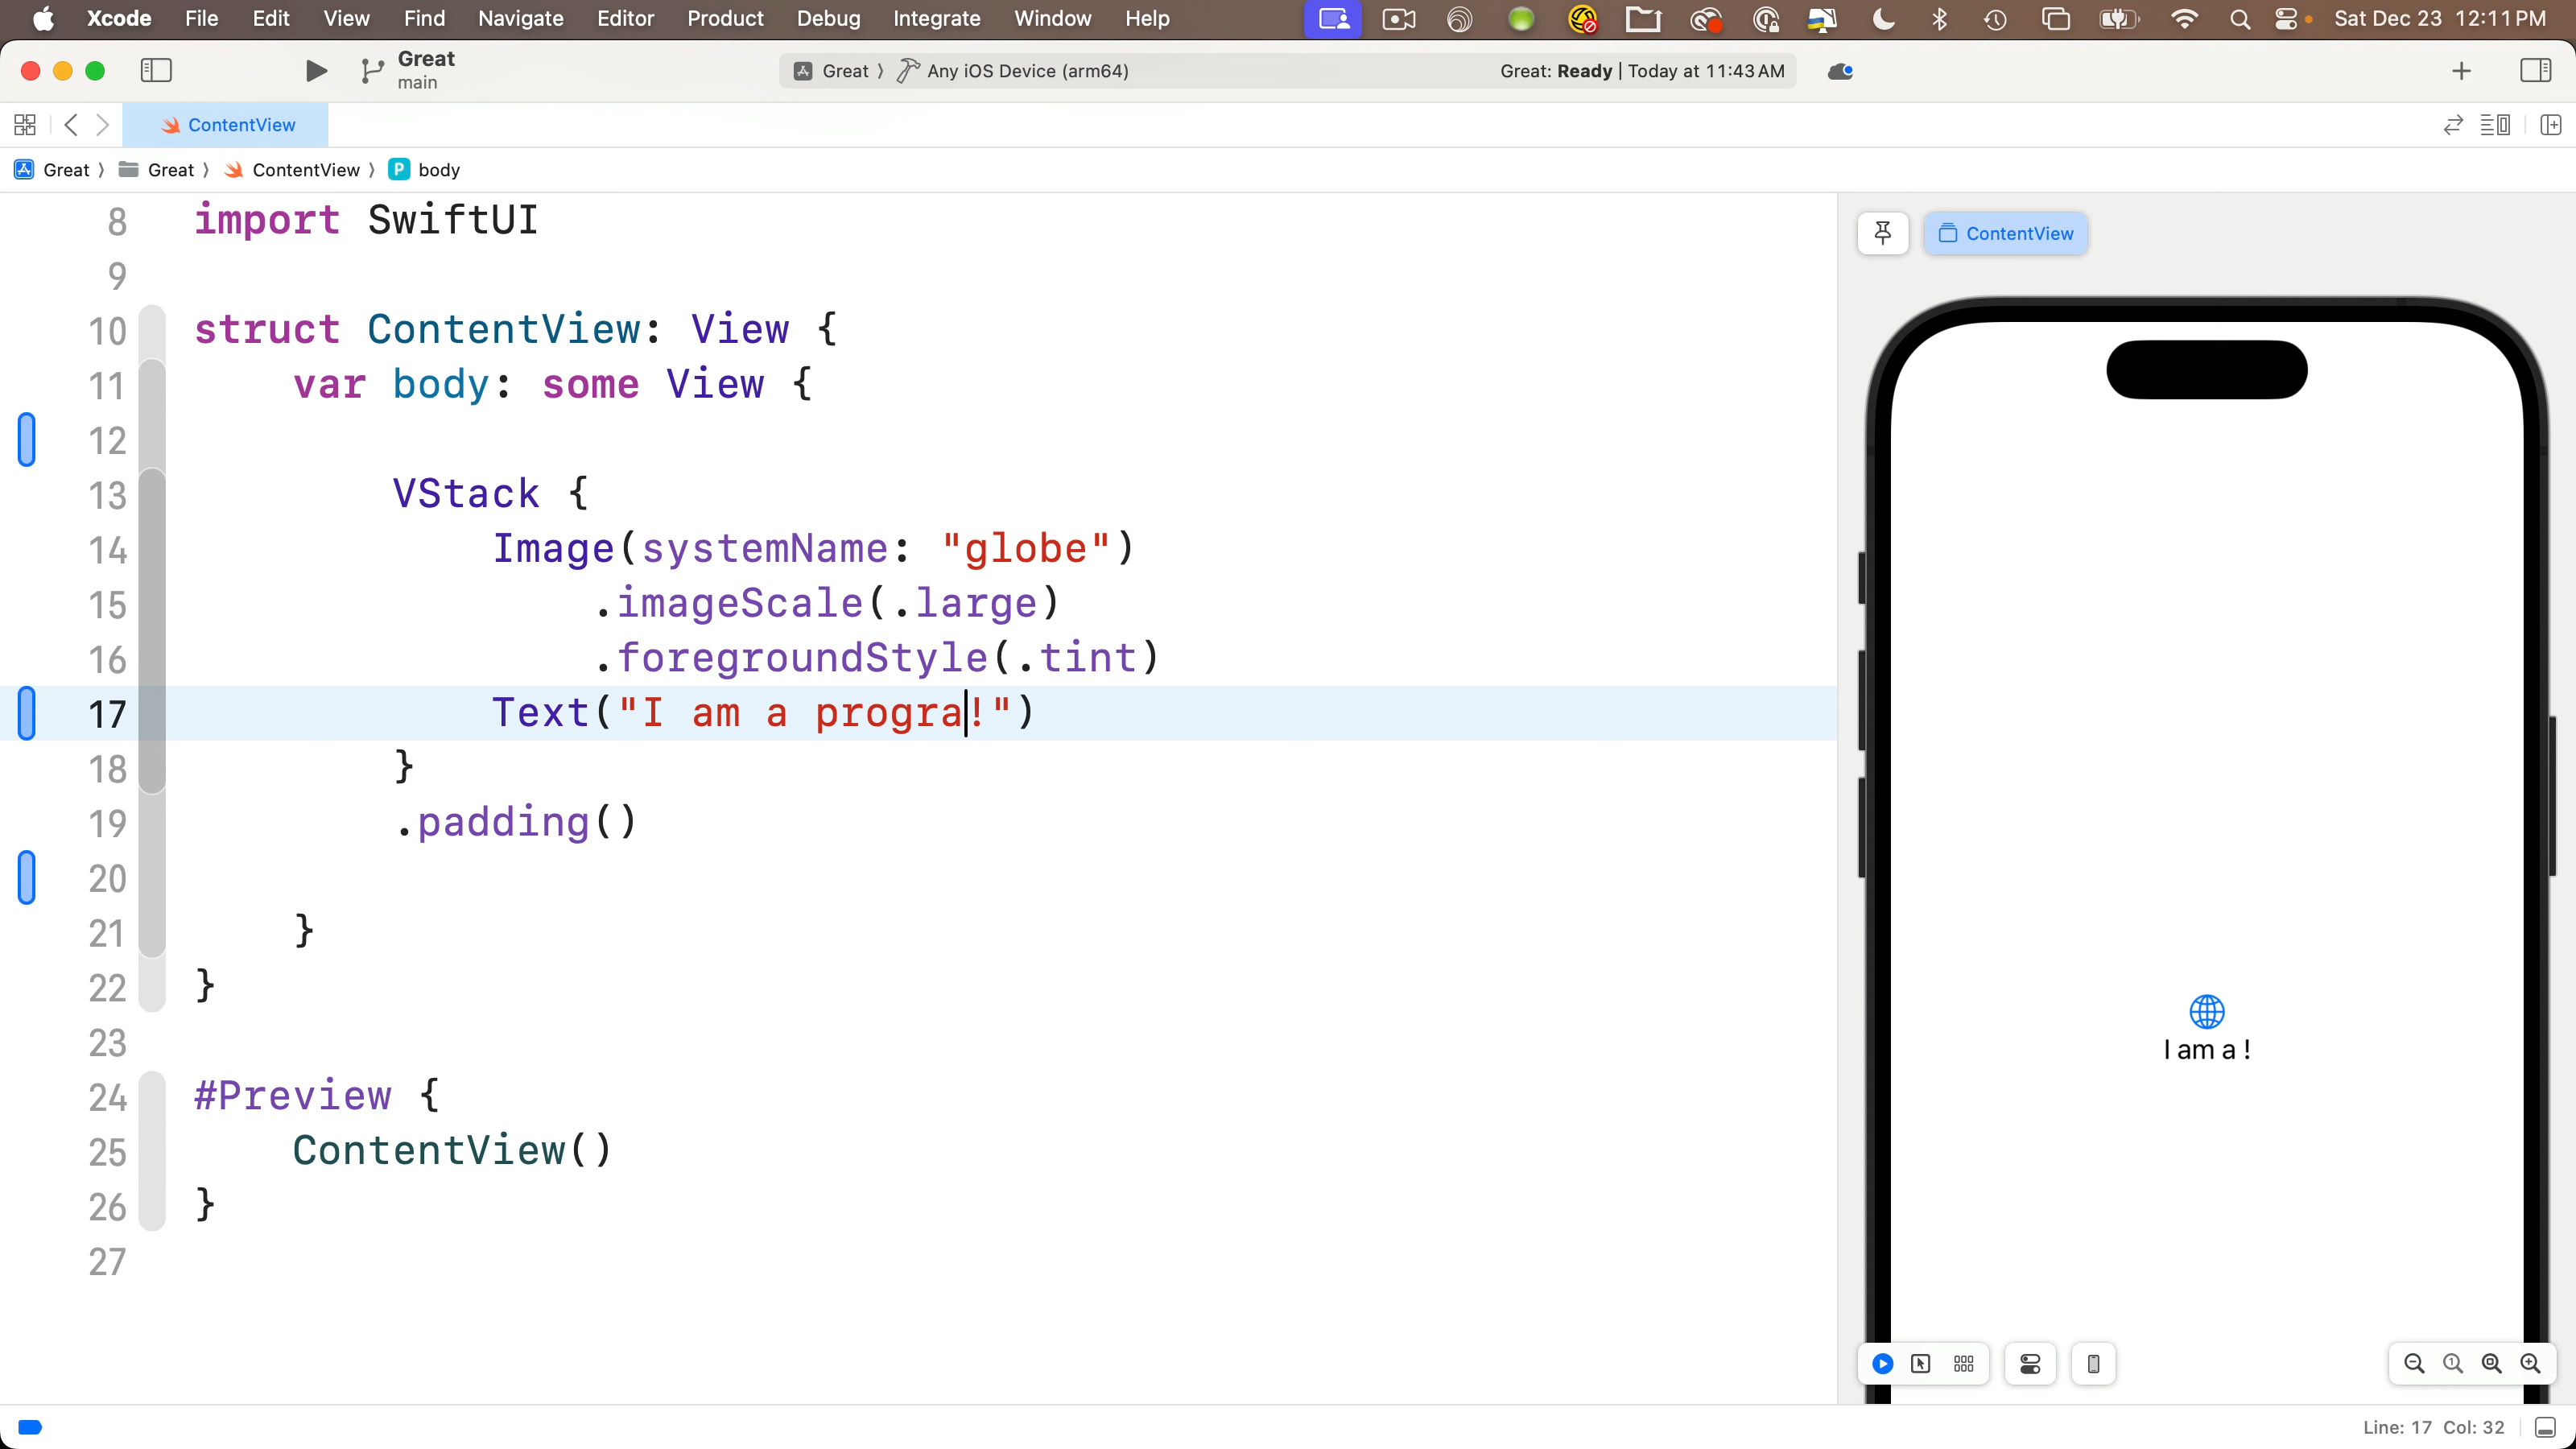 Xcode File Edit View Find Navigate Editor Product Debug Integrate Window Help Sat Dec 23 12:11 PM
Great
main
Great 〉 Any iOS Device (arm64)
Great: Ready | Today at 11:43 AM
ContentView
Great 〉 Great 〉 ContentView 〉 P body
8 import SwiftUI
9
10 struct ContentView: View {
11 var body: some View {
12
13 VStack {
14 Image(systemName: "globe")
15 .imageScale(.large)
16 .foregroundStyle(.tint)
17 Text("I am a progra!")
18 }
19 .padding()
20
21 }
22 }
23
24 #Preview {
25 ContentView()
26 }
27
ContentView
I am a !
Line: 17 Col: 32